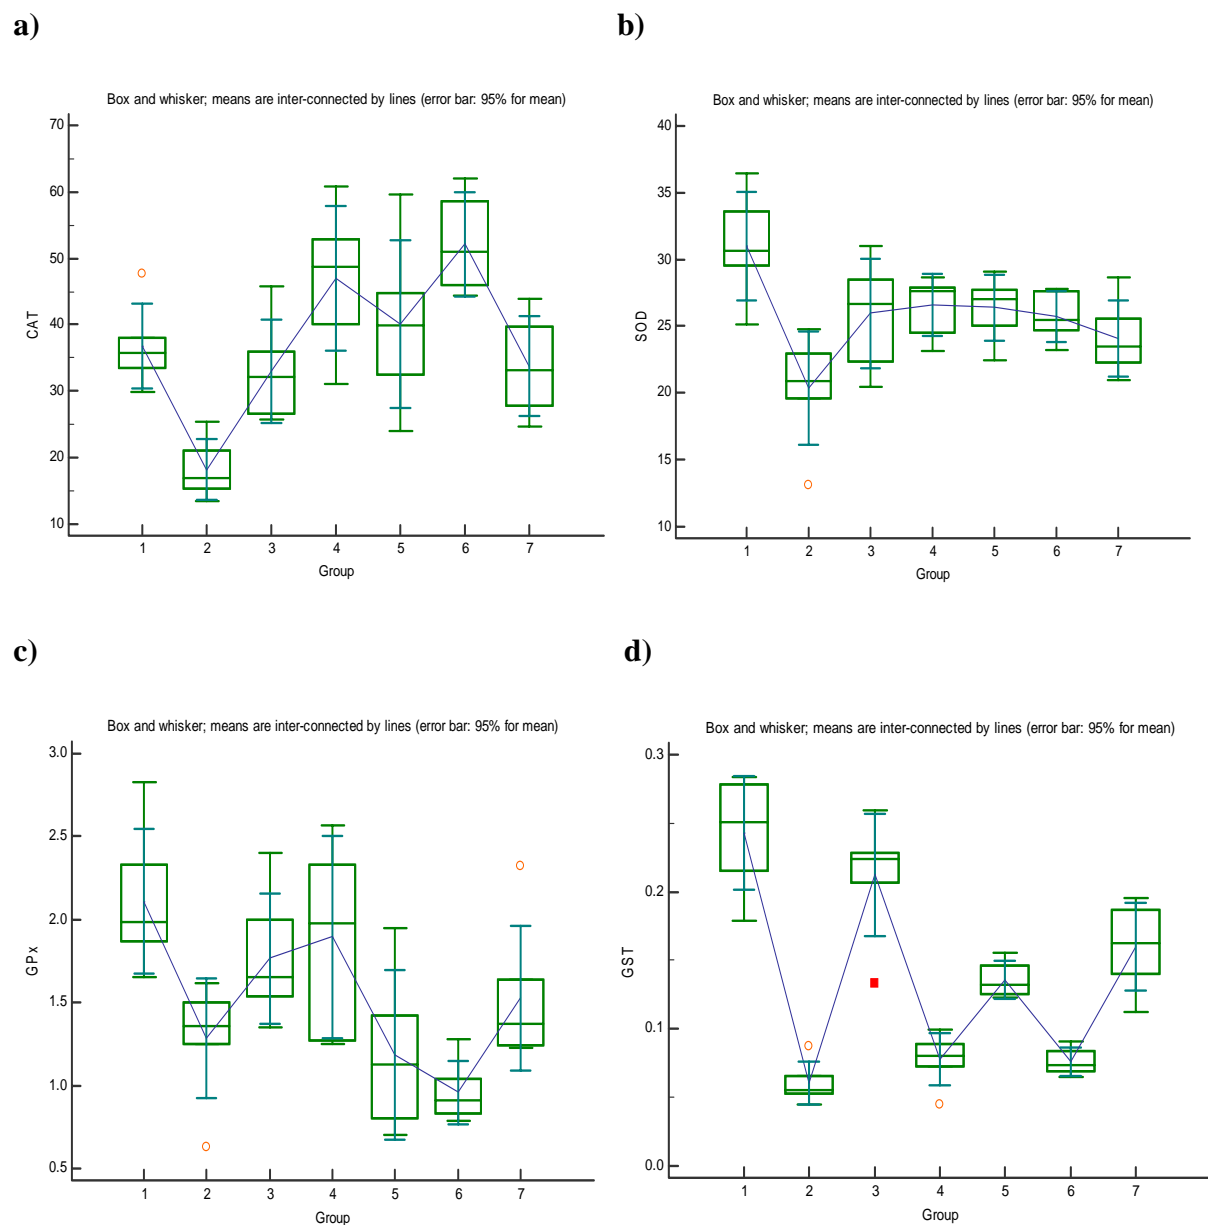 a)
b)
Box and whisker; means are inter-connected by lines (error bar: 95% for mean)
70
60
50
40
30
20
10
CAT
1 2 3 4 5 6 7
Group
Box and whisker; means are inter-connected by lines (error bar: 95% for mean)
40
35
30
25
20
15
10
SOD
1 2 3 4 5 6 7
Group
c)
d)
Box and whisker; means are inter-connected by lines (error bar: 95% for mean)
3.0
2.5
2.0
1.5
1.0
0.5
GPx
1 2 3 4 5 6 7
Group
Box and whisker; means are inter-connected by lines (error bar: 95% for mean)
0.3
0.2
0.1
0.0
GST
1 2 3 4 5 6 7
Group